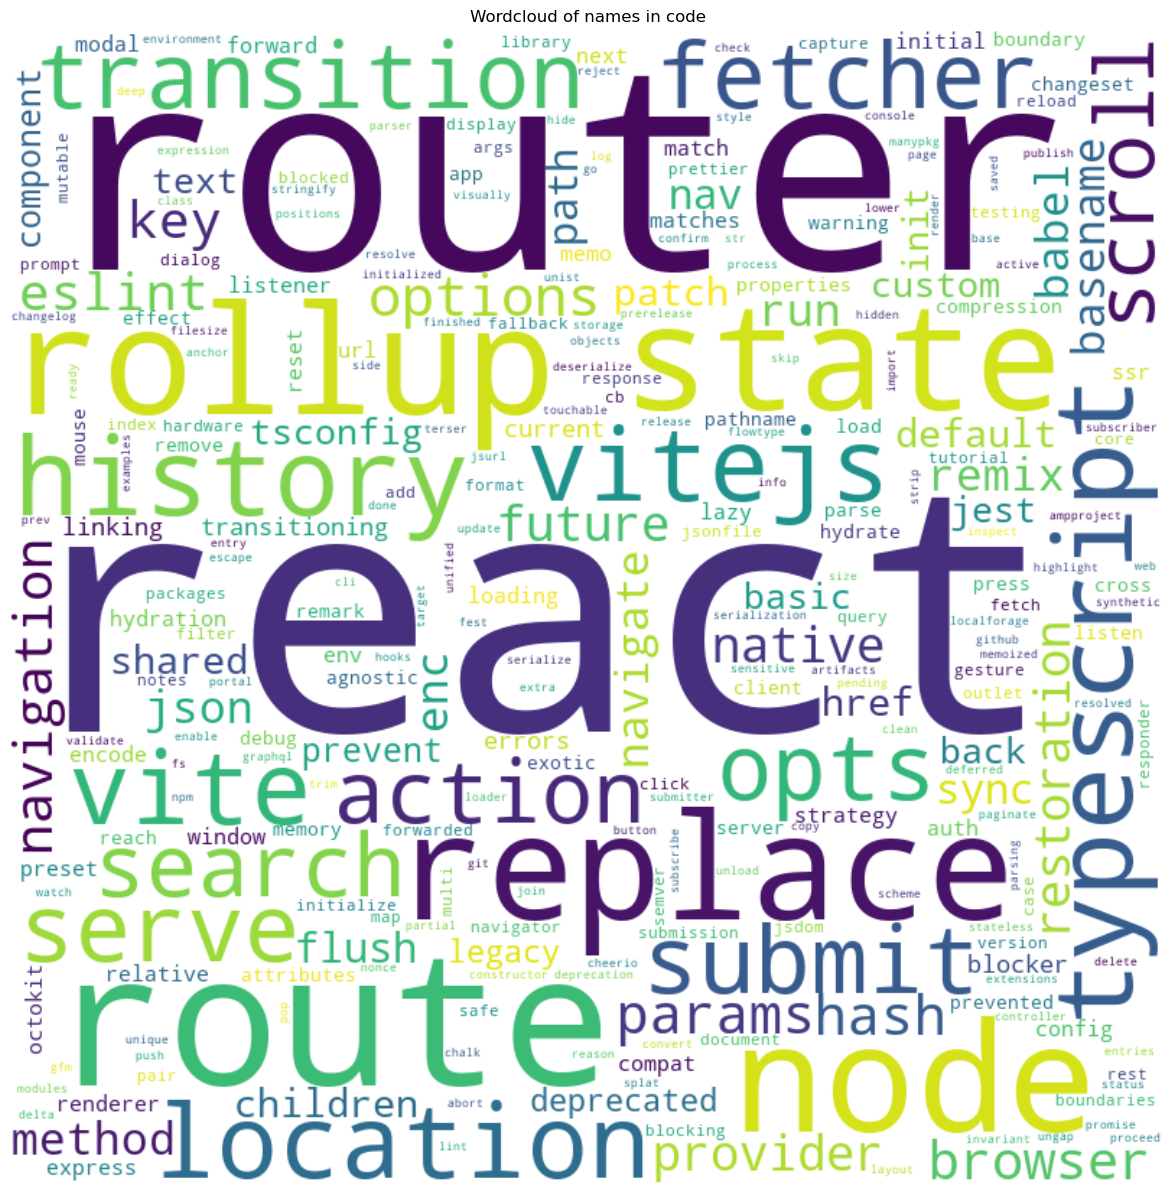 Wordcloud of names in code
modal
environment
forward
transition
library
next
reject
fetcher
check
capture
initial
boundary
changeset
reload
scroll
deep
component
mutable
router
parser
display
hide
args
expression
text
blocked
stringify
class
key
positions
dialog
app
visually
path
log
go
style
match
prettier
nav
matches
confirm
str
console
manypkg
page
publish
saved
warning
lower
init
render
testing
base
active
babel
basename
prompt
resolve
initialized
memo
unist
process
eslint
listener
options
patch
properties
custom
compression
changelog
effect
filesize
finished
fallback
storage
prerelease
run
hidden
rollup
state
anchor
reset
url
side
objects
deserialize
response
cb
touchable
skip
import
ssr
ready
mouse
index
hardware
remove
tsconfig
terser
current
release
pathname
flowtype
load
default
subscriber
core
tutorial
typescript
examples
history
jsurl
format
vitejs
info
strip
remix
add
done
prev
linking
transitioning
update
future
lazy
jsonfile
parse
hydrate
jest
ampproject
inspect
navigation
entry
escape
react
cli
unified
target
packages
hydration
filter
remark
loading
fest
navigate
basic
size
serialization
query
press
fetch
highlight
web
cross
synthetic
localforage
listen
shared
notes
portal
env
hooks
agnostic
enc
serialize
extra
native
sensitive
artifacts
client
pending
href
github
memoized
gesture
outlet
resolved
restoration
responder
json
validate
enable
encode
debug
graphql
fs
prevent
errors
exotic
opts
clean
back
deferred
vite
npm
trim
action
loader
click
submitter
sync
paginate
reach
window
memory
forwarded
button
server
copy
strategy
auth
preset
watch
search
git
replace
subscribe
unload
scheme
parsing
case
initialize
map
multi
join
semver
serve
partial
navigator
submission
jsdom
stateless
flush
legacy
cheerio
submit
version
blocker
delete
extensions
octokit
relative
attributes
nonce
constructor
deprecation
prevented
controller
route
pop
safe
params
hash
config
unique
push
chalk
reason
convert
document
node
entries
gfm
pair
compat
rest
modules
splat
status
boundaries
delta
renderer
children
abort
deprecated
promise
method
location
lint
blocking
invariant
ungap
proceed
express
provider
layout
browser